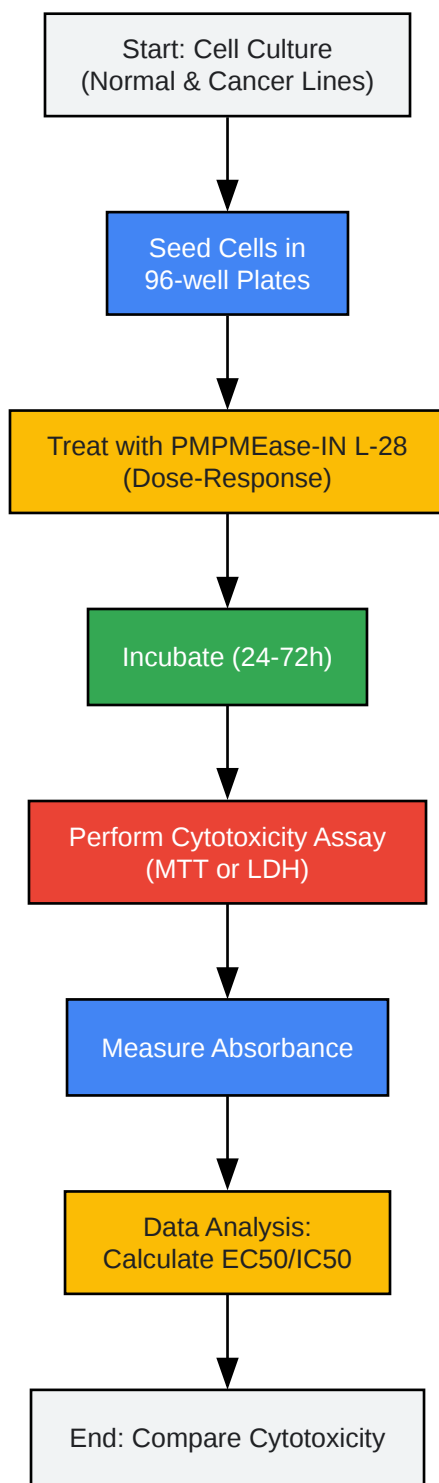 Start: Cell Culture
(Normal & Cancer Lines)
Seed Cells in
96-well Plates
Treat with PMPMEase-IN L-28
(Dose-Response)
Incubate (24-72h)
Perform Cytotoxicity Assay
(MTT or LDH)
Measure Absorbance
Data Analysis:
Calculate EC50/IC50
End: Compare Cytotoxicity